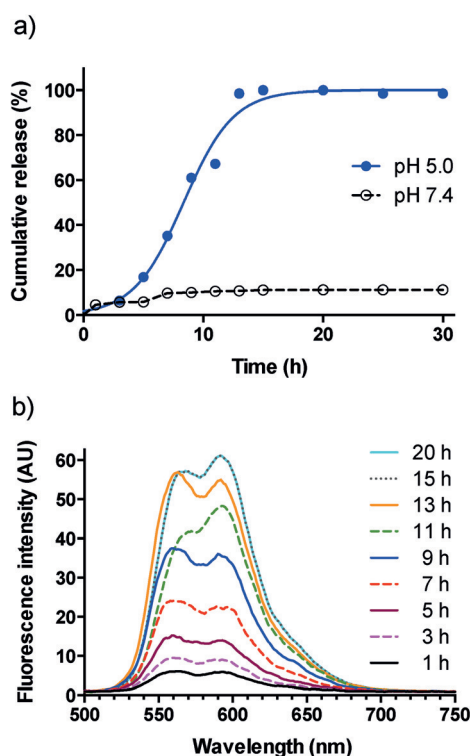 a)
Cumulative release (%)
100
80
60
40
20
0
pH 5.0
pH 7.4
0 10 20 30
Time (h)
b)
Fluorescence intensity (AU)
60
50
40
30
20
10
0
20 h
15 h
13 h
11 h
9 h
7 h
5 h
3 h
1 h
500 550 600 650 700 750
Wavelength (nm)